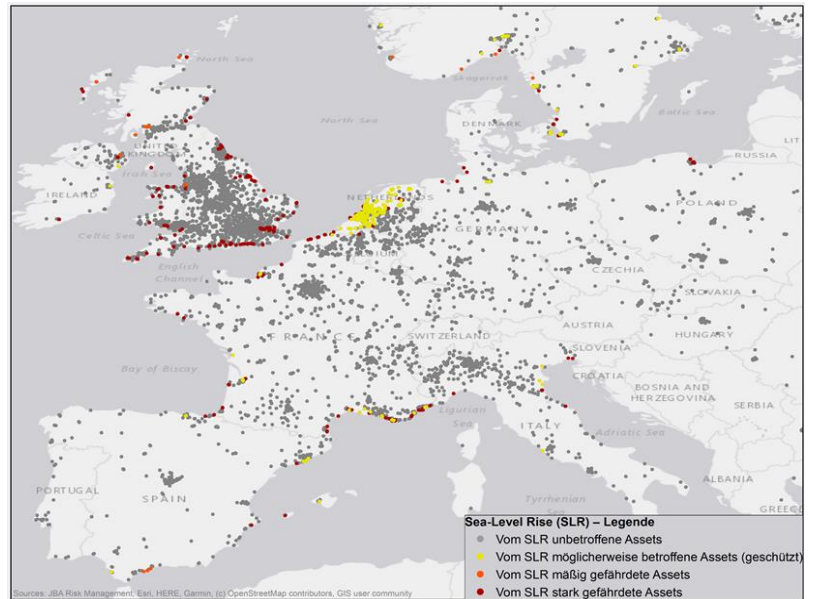 North Sea
Skagerrak
North Sea
DENMARK
Baltic Sea
LIT
UNITED
KINGDOM
RUSSIA
Irish Sea
IRELAND
NETHERLANDS
POLAND
GERMANY
Celtic Sea
BELGIUM
English
Channel
CZECHIA
SLOVAKIA
AUSTRIA
FRANCE
SWITZERLAND
HUNGARY
SLOVENIA
Bay of Biscay
CROATIA
BOSNIA AND
HERZEGOVINA
SERBIA
Ligurian
Sea
ITALY
Adriatic Sea
PORTUGAL
SPAIN
ALBANIA
Tyrrhenian
Sea
GREECE
Sea-Level Rise (SLR) – Legende
Vom SLR unbetroffene Assets
Vom SLR möglicherweise betroffene Assets (geschützt)
Vom SLR mäßig gefährdete Assets
Vom SLR stark gefährdete Assets
Sources: JBA Risk Management, Esri, HERE, Garmin, (c) OpenStreetMap contributors, GIS user community